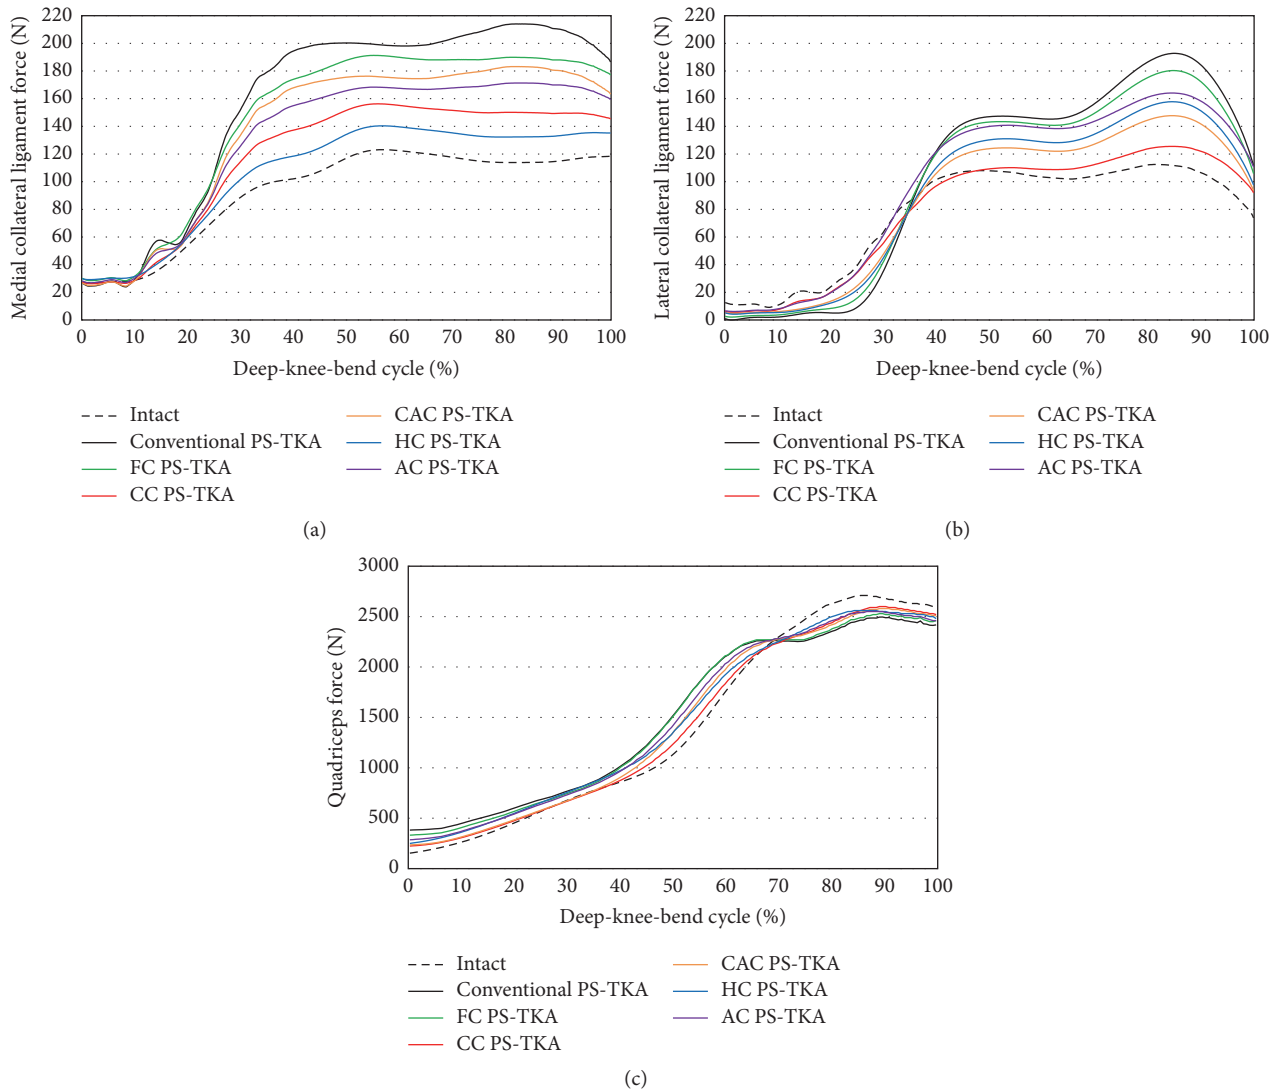 Medial collateral lligament force (N)
220
200
180
160
140
120
100
80
60
40
20
0
0 10 20 30 40 50 60 70 80 90 100
Deep-knee-bend cycle (%)
Intact
Conventional PS-TKA
FC PS-TKA
CC PS-TKA
CAC PS-TKA
HC PS-TKA
AC PS-TKA
(a)
Lateral collateral ligament force (N)
220
200
180
160
140
120
100
80
60
40
20
0
0 10 20 30 40 50 60 70 80 90 100
Deep-knee-bend cycle (%)
Intact
Conventional PS-TKA
FC PS-TKA
CC PS-TKA
CAC PS-TKA
HC PS-TKA
AC PS-TKA
(b)
Quadriceps force (N)
3000
2500
2000
1500
1000
500
0
0 10 20 30 40 50 60 70 80 90 100
Deep-knee-bend cycle (%)
Intact
Conventional PS-TKA
FC PS-TKA
CC PS-TKA
CAC PS-TKA
HC PS-TKA
AC PS-TKA
(c)